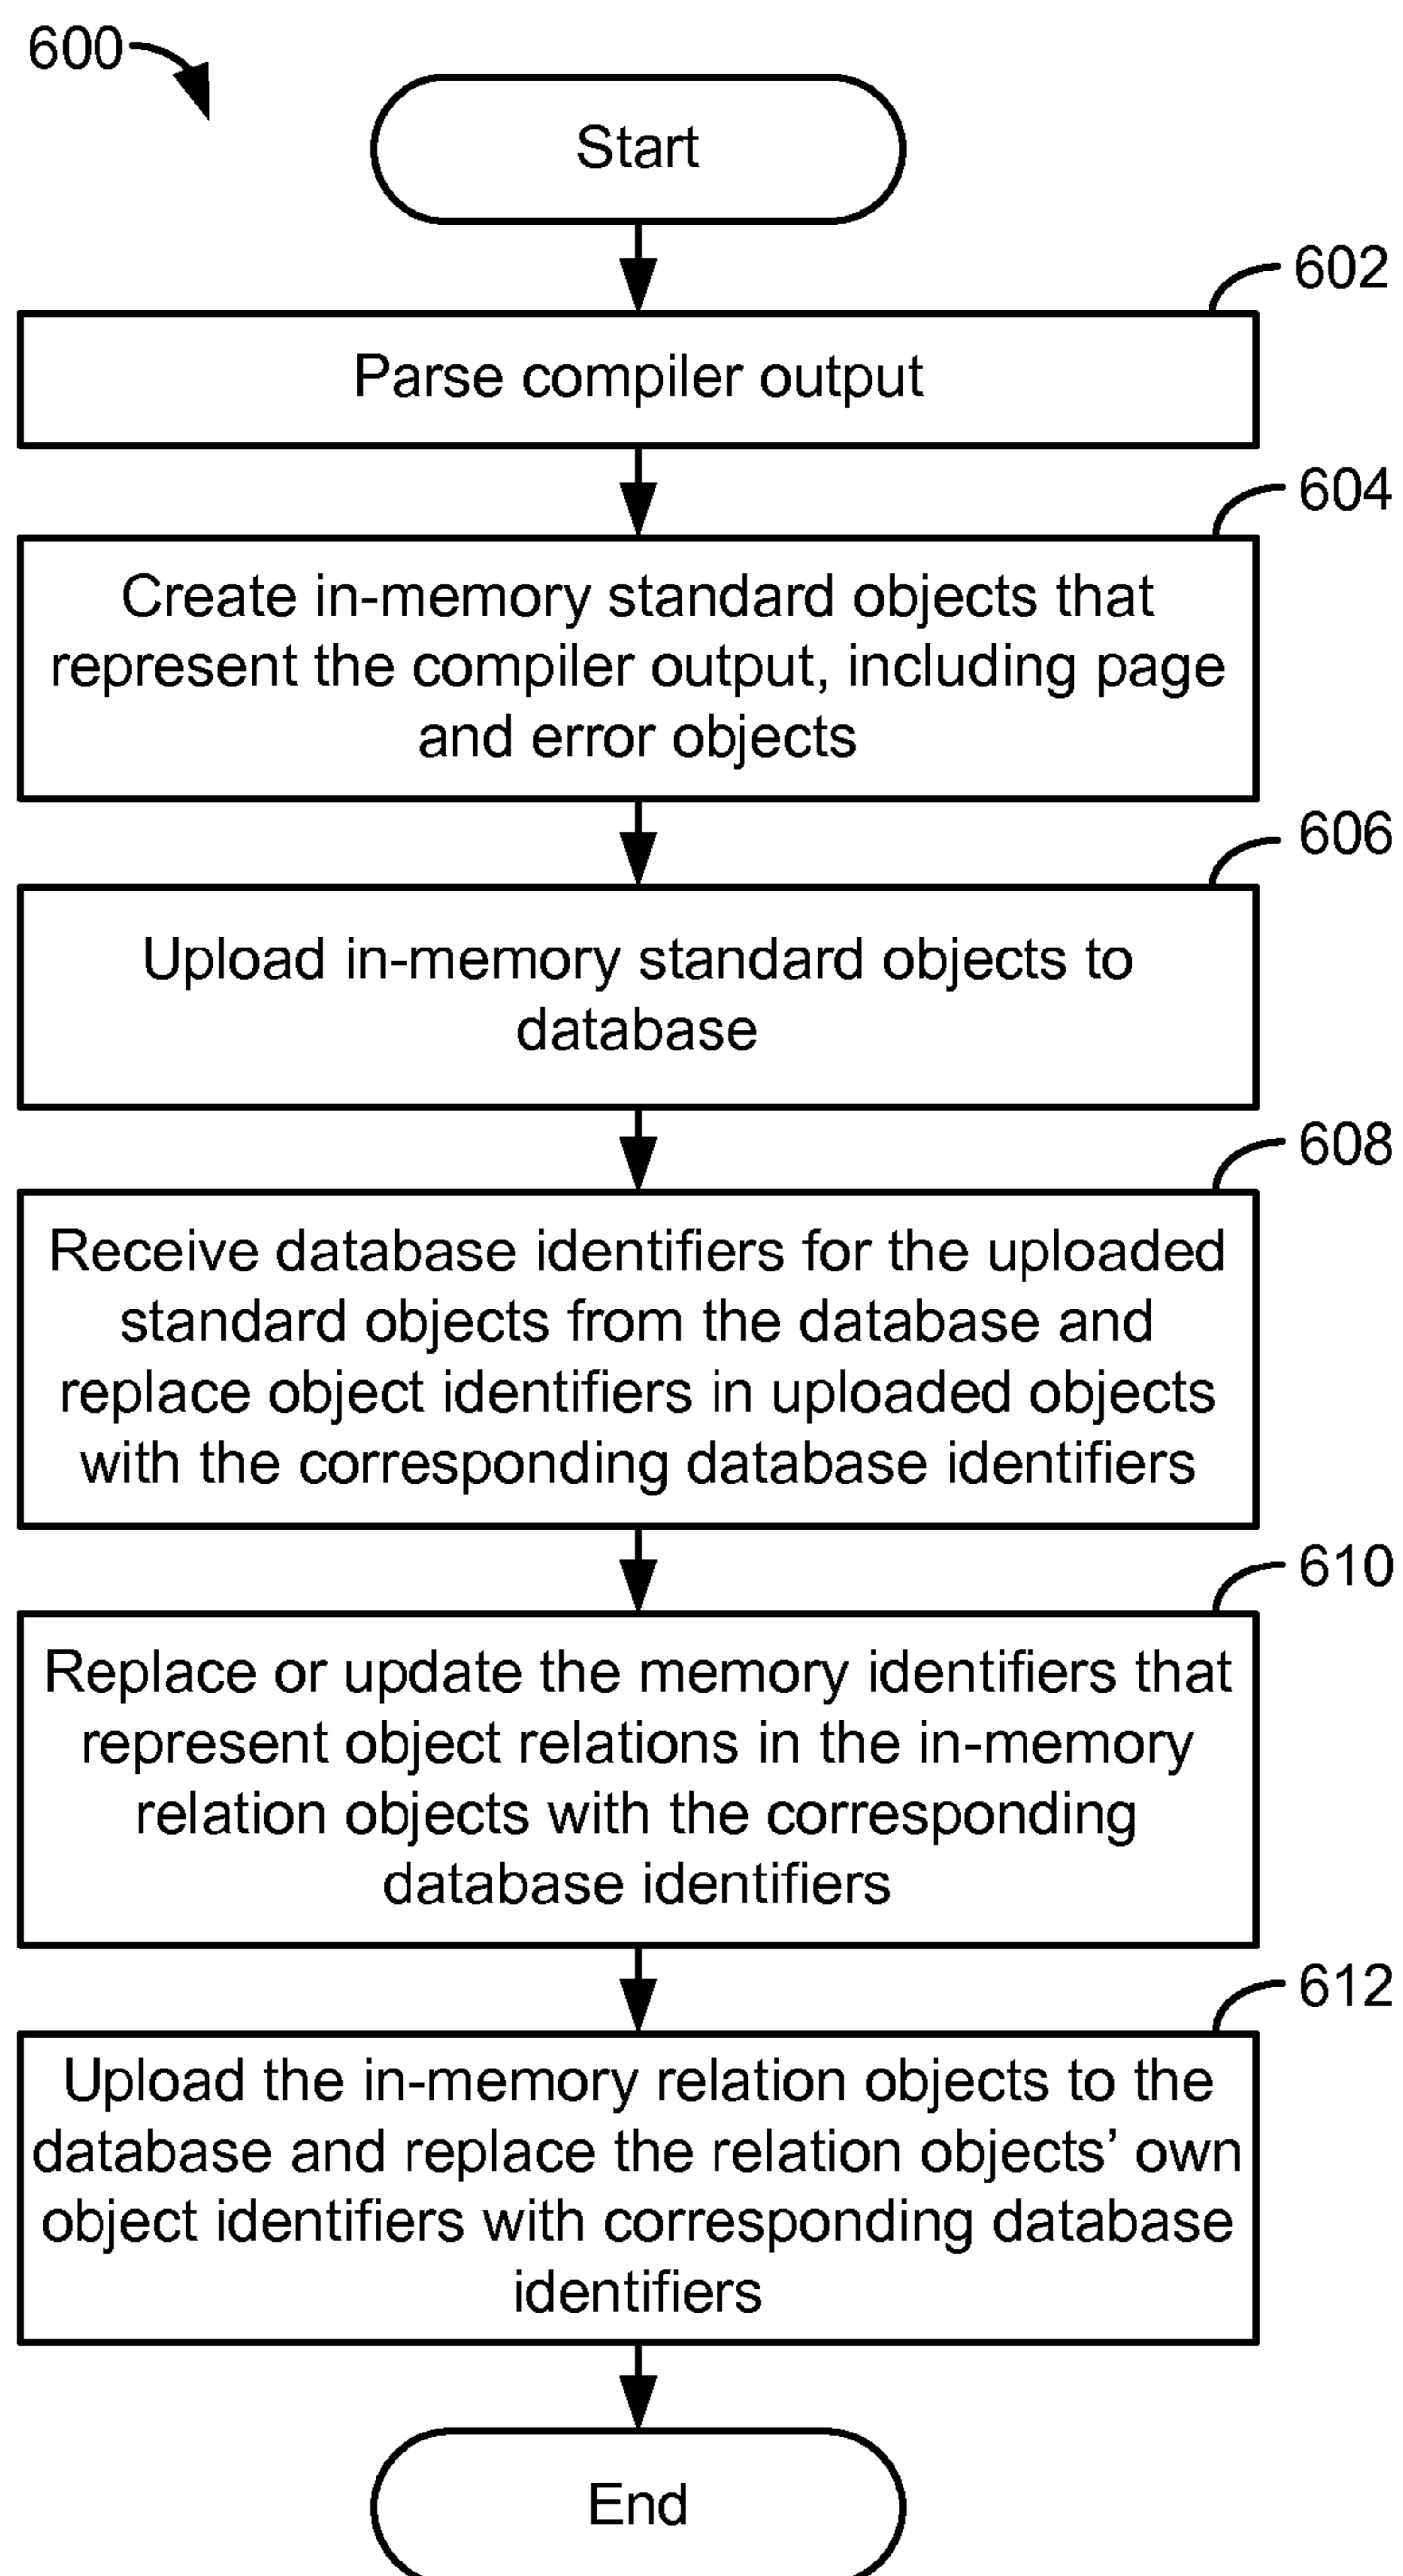 600
Start
602
Parse compiler output
604
Create in-memory standard objects that
represent the compiler output, including page
and error objects
606
Upload in-memory standard objects to
database
608
Receive database identifiers for the uploaded
standard objects from the database and
replace object identifiers in uploaded objects
with the corresponding database identifiers
610
Replace or update the memory identifiers that
represent object relations in the in-memory
relation objects with the corresponding
database identifiers
612
Upload the in-memory relation objects to the
database and replace the relation objects’ own
object identifiers with corresponding database
identifiers
End